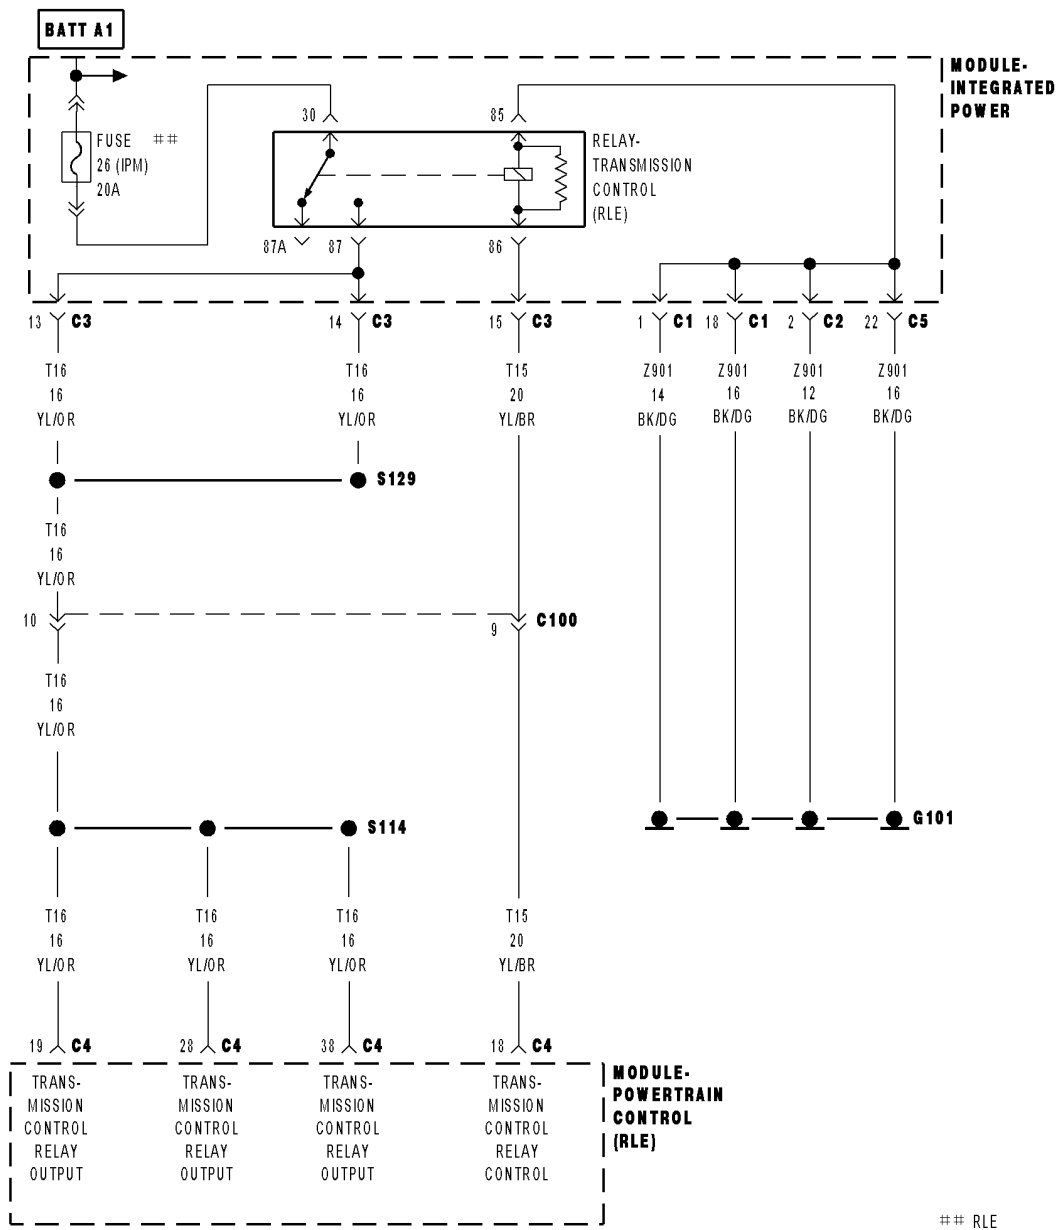 BATT A1
MODULE-
INTEGRATED
POWER
FUSE ##
26 (IPM)
20A
30
85
RELAY-
TRANSMISSION
CONTROL
(RLE)
87A 87 86
13 C3 14 C3 15 C3 1 C1 18 C1 2 C2 22 C5
T16 T16 T15 Z901 Z901 Z901 Z901
16 16 20 14 16 12 16
YL/OR YL/OR YL/BR BK/DG BK/DG BK/DG BK/DG
S129
T16
16
YL/OR
10 9 C100
T16
16
YL/OR
S114
G101
T16 T16 T16 T15
16 16 16 20
YL/OR YL/OR YL/OR YL/BR
19 C4 28 C4 38 C4 18 C4
MODULE-
POWERTRAIN
CONTROL
(RLE)
TRANS- TRANS- TRANS- TRANS-
MISSION MISSION MISSION MISSION
CONTROL CONTROL CONTROL CONTROL
RELAY RELAY RELAY RELAY
OUTPUT OUTPUT OUTPUT CONTROL
## RLE